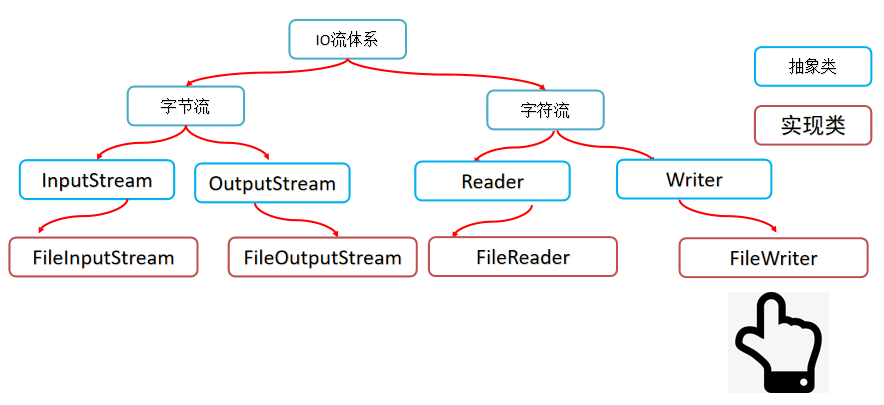 IO流体系
字节流
字符流
抽象类
实现类
InputStream
OutputStream
Reader
Writer
FileInputStream
FileOutputStream
FileReader
FileWriter